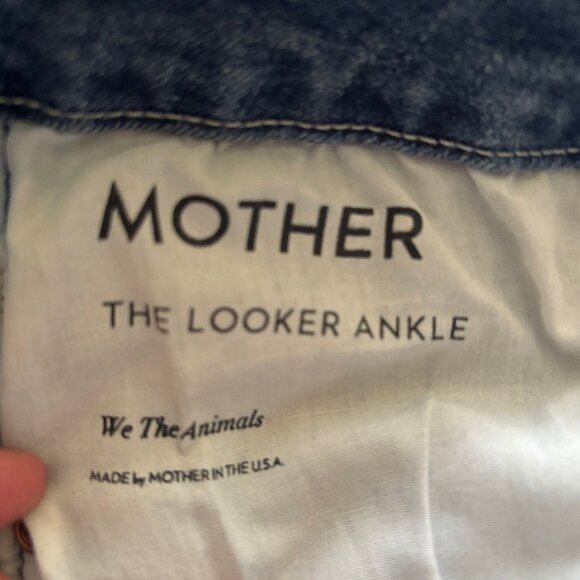 MOTHER
THE LOOKER ANKLE
We The Animals
MADE by MOTHER IN THE U.S.A.